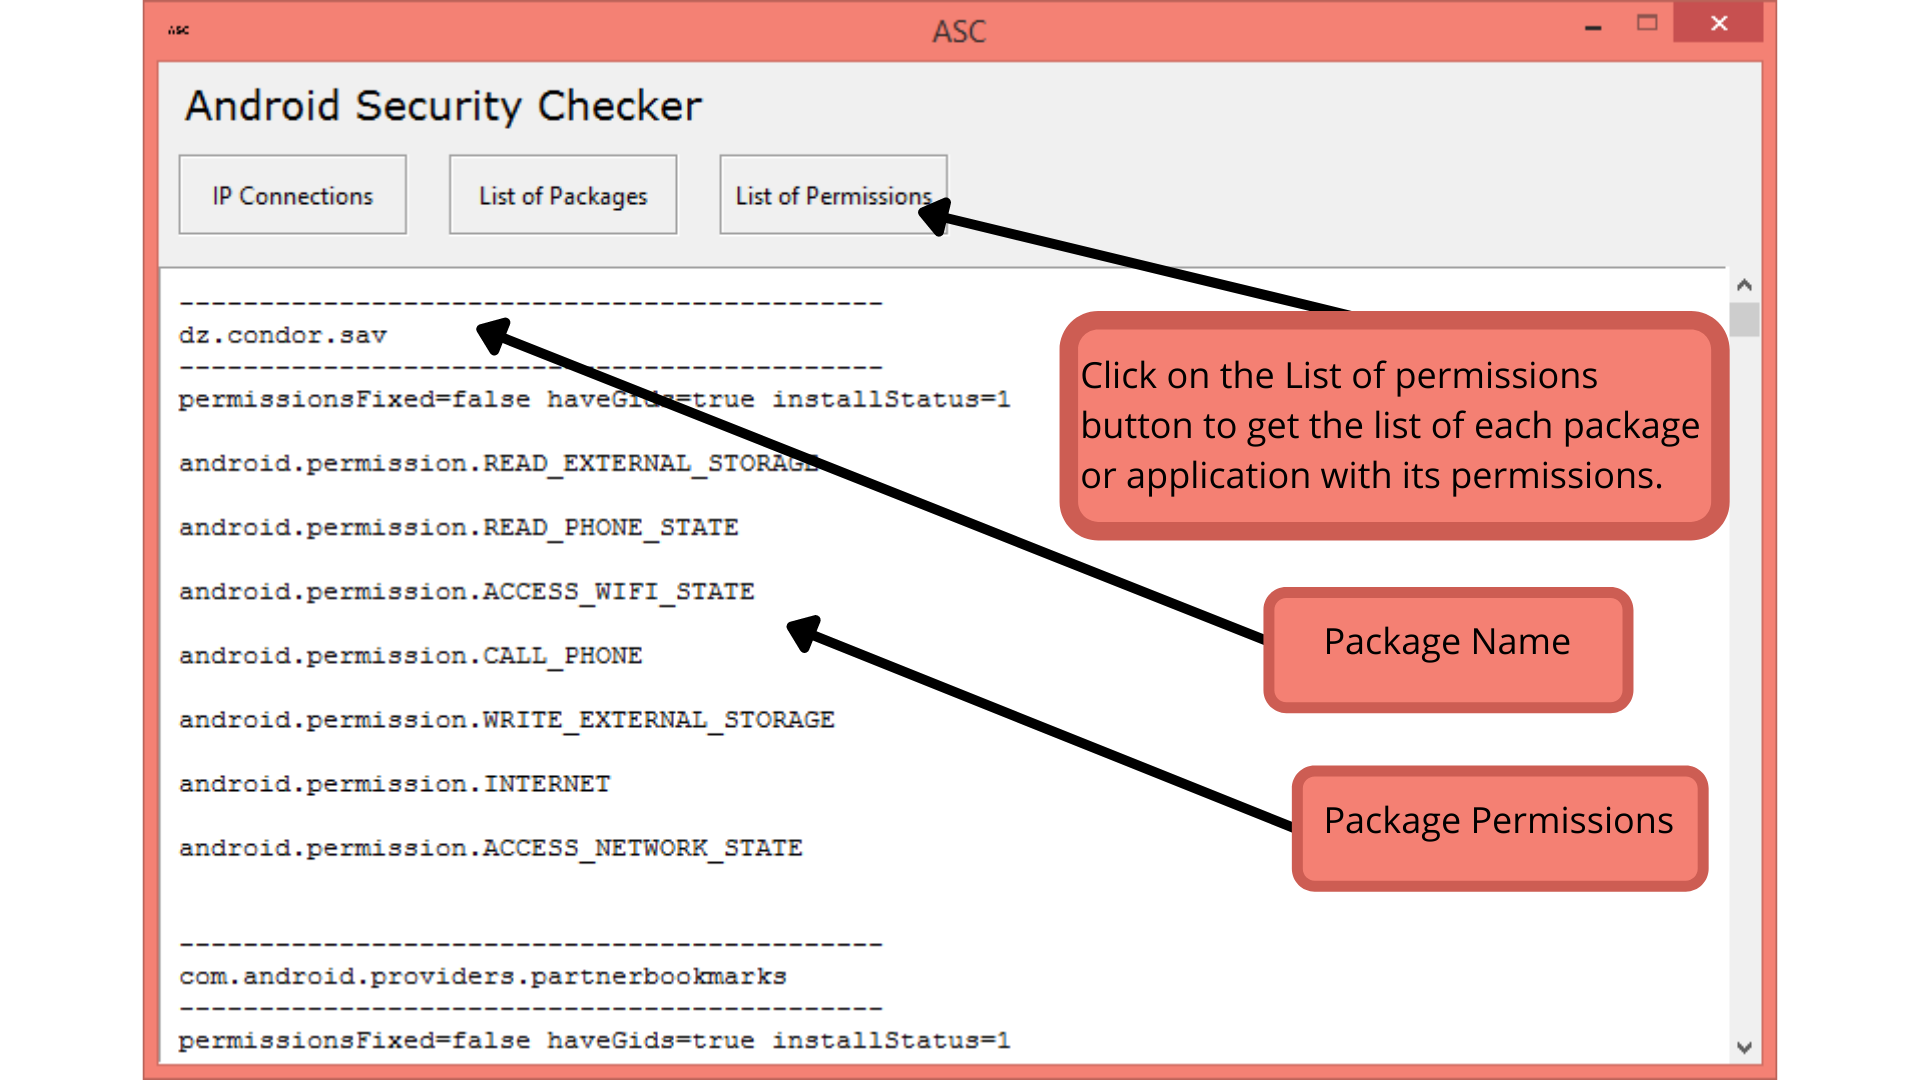 ASC
ASC
Android Security Checker
IP Connections
List of Packages
List of Permissions
--------------------------------------------
dz.condor.sav
--------------------------------------------
permissionsFixed=false haveGids=true installStatus=1
android.permission.READ_EXTERNAL_STORAGE
android.permission.READ_PHONE_STATE
android.permission.ACCESS_WIFI_STATE
android.permission.CALL_PHONE
android.permission.WRITE_EXTERNAL_STORAGE
android.permission.INTERNET
android.permission.ACCESS_NETWORK_STATE
--------------------------------------------
com.android.providers.partnerbookmarks
--------------------------------------------
permissionsFixed=false haveGids=true installStatus=1
Click on the List of permissions
button to get the list of each package
or application with its permissions.
Package Name
Package Permissions